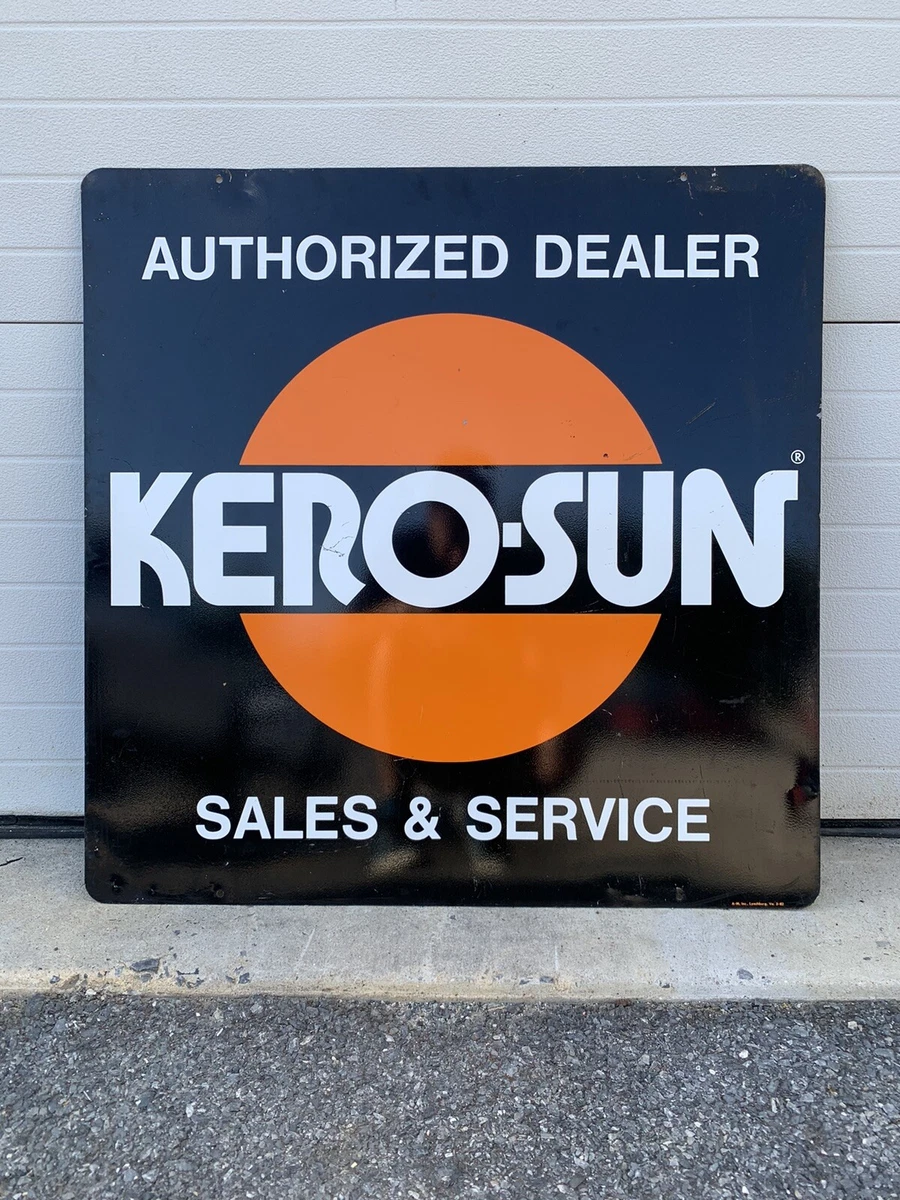 AUTHORIZED DEALER
KERO-SUN®
SALES & SERVICE